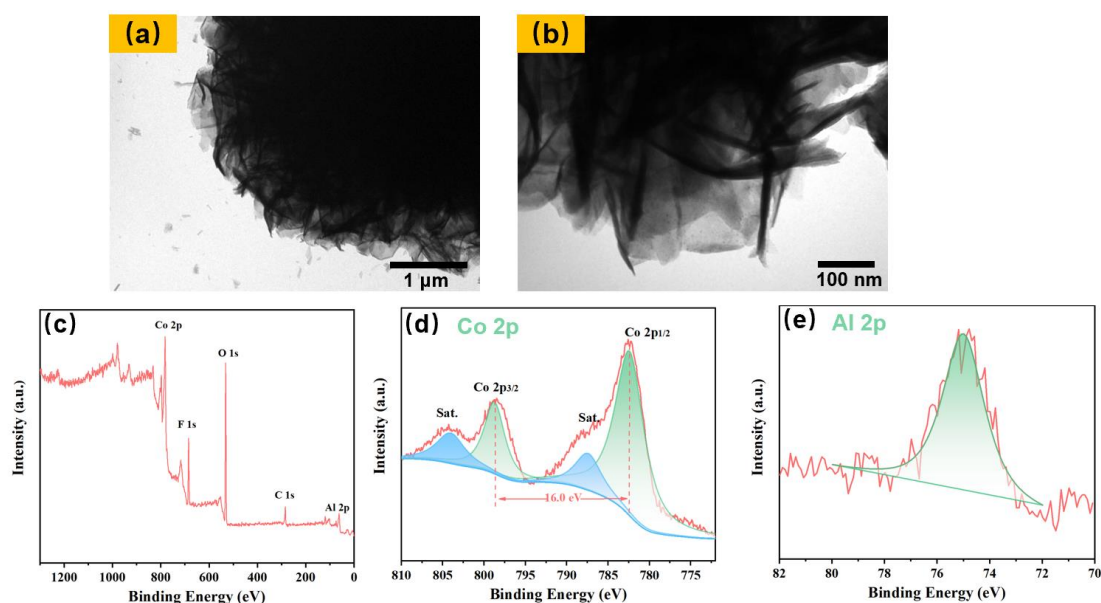 (a)
1 μm
(b)
100 nm
(c)
Co 2p
O 1s
F 1s
C 1s
Al 2p
Intensity (a.u.)
1200 1000 800 600 400 200 0
Binding Energy (eV)
(d) Co 2p
Co 2p1/2
Co 2p3/2
Sat.
Sat.
16.0 eV
Intensity (a.u.)
810 805 800 795 790 785 780 775
Binding Energy (eV)
(e) Al 2p
Intensity (a.u.)
82 80 78 76 74 72 70
Binding Energy (eV)